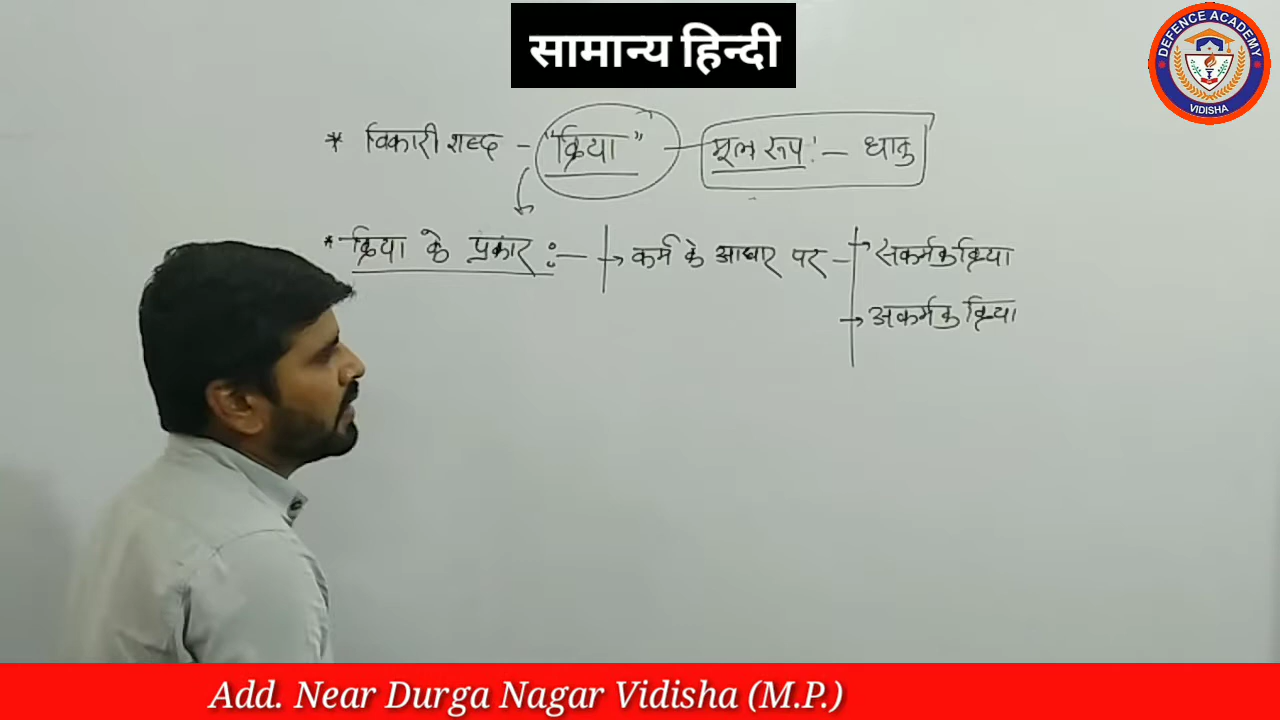 सामान्य हिन्दी
DEFENCE ACADEMY
VIDISHA
* विकारी शब्द - "क्रिया" — मूल रूप :- धातु
* क्रिया के प्रकार :- → कर्म के आधार पर - → सकर्मक क्रिया
→ अकर्मक क्रिया
Add. Near Durga Nagar Vidisha (M.P.)